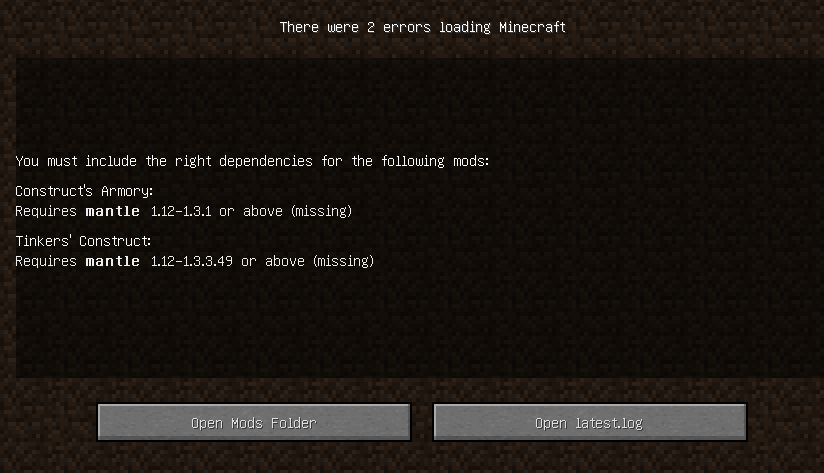 There were 2 errors loading Minecraft
You must include the right dependencies for the following mods:
Construct's Armory:
Requires mantle 1.12-1.3.1 or above (missing)
Tinkers' Construct:
Requires mantle 1.12-1.3.3.49 or above (missing)
Open Mods Folder
Open latest.log